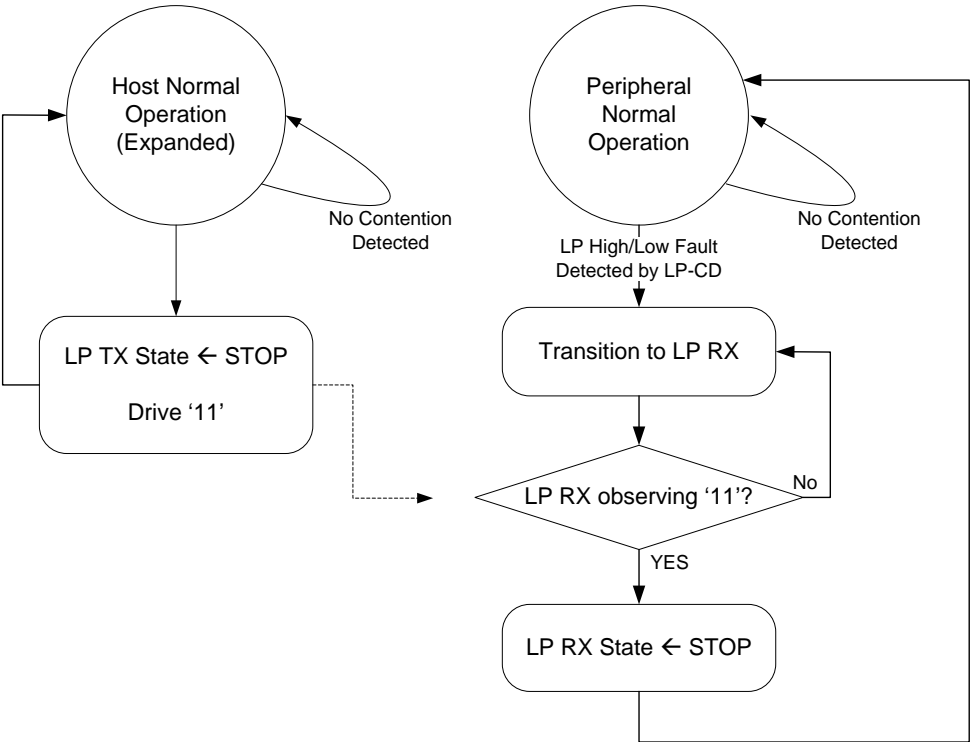 Host Normal
Operation
(Expanded)
No Contention
Detected
LP TX State ← STOP
Drive ‘11’
Peripheral
Normal
Operation
No Contention
Detected
LP High/Low Fault
Detected by LP-CD
Transition to LP RX
LP RX observing ‘11’?
No
YES
LP RX State ← STOP